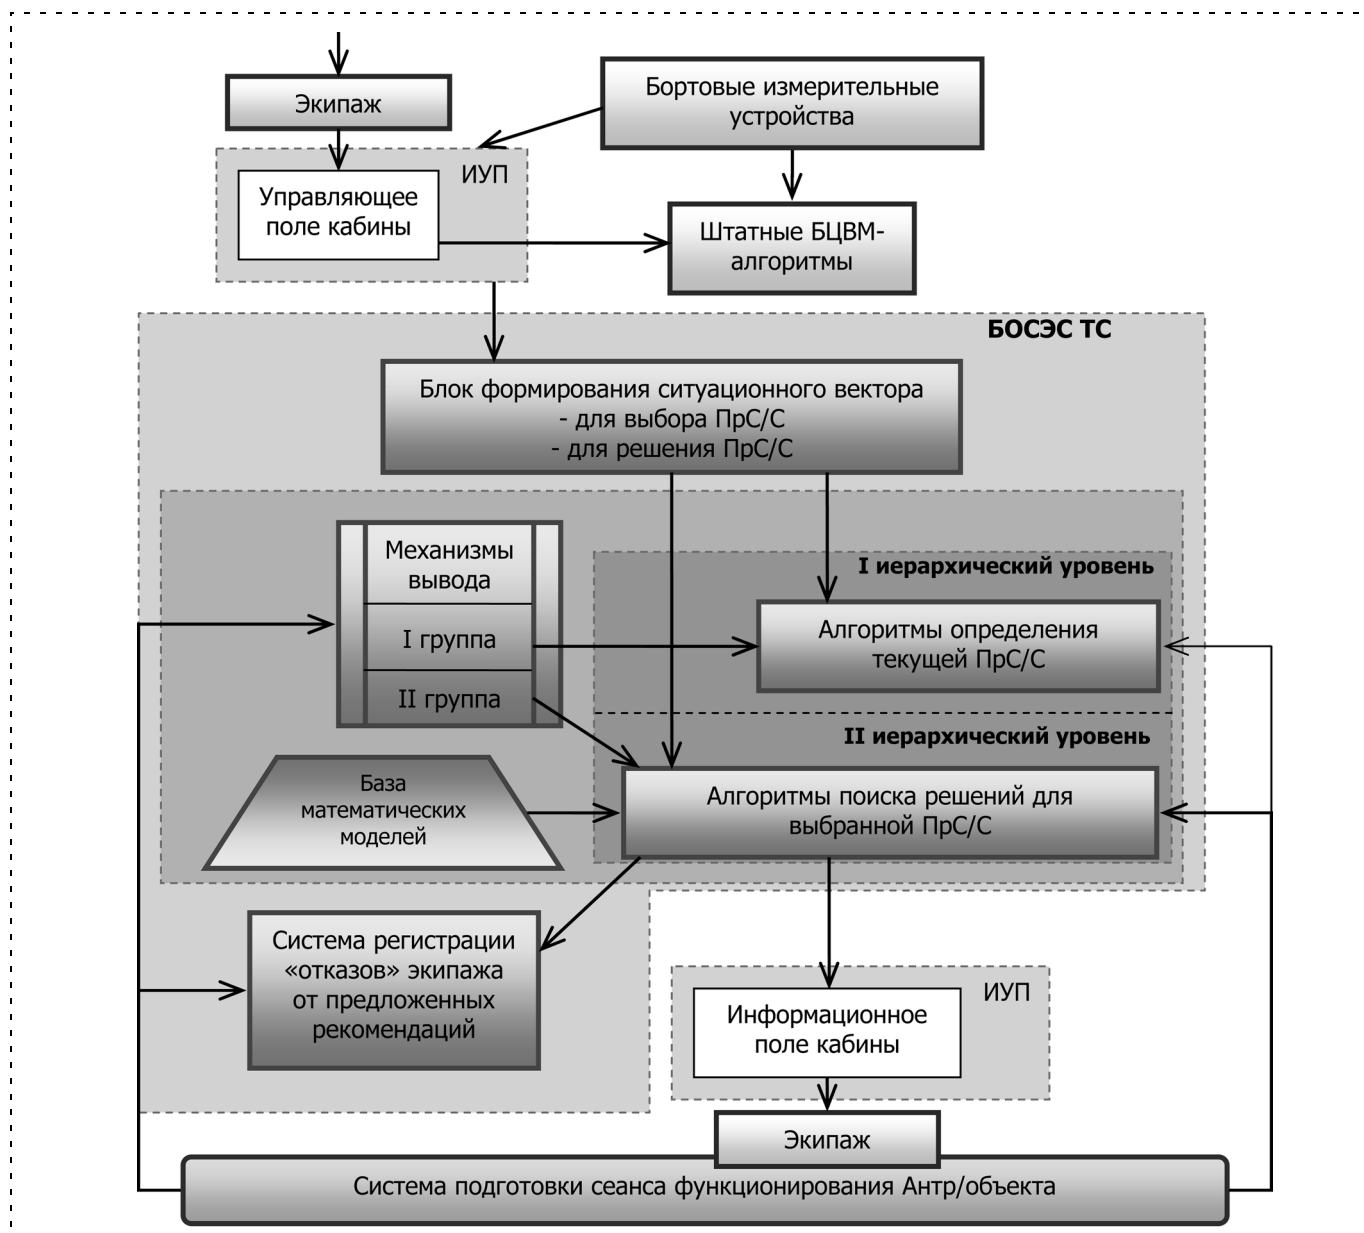 Экипаж
Бортовые измерительные
устройства
ИУП
Управляющее
поле кабины
Штатные БЦВМ-
алгоритмы
БОСЭС ТС
Блок формирования ситуационного вектора
- для выбора ПрС/С
- для решения ПрС/С
Механизмы
вывода
I группа
II группа
I иерархический уровень
Алгоритмы определения
текущей ПрС/С
II иерархический уровень
База
математических
моделей
Алгоритмы поиска решений для
выбранной ПрС/С
Система регистрации
«отказов» экипажа
от предложенных
рекомендаций
ИУП
Информационное
поле кабины
Экипаж
Система подготовки сеанса функционирования Антр/объекта